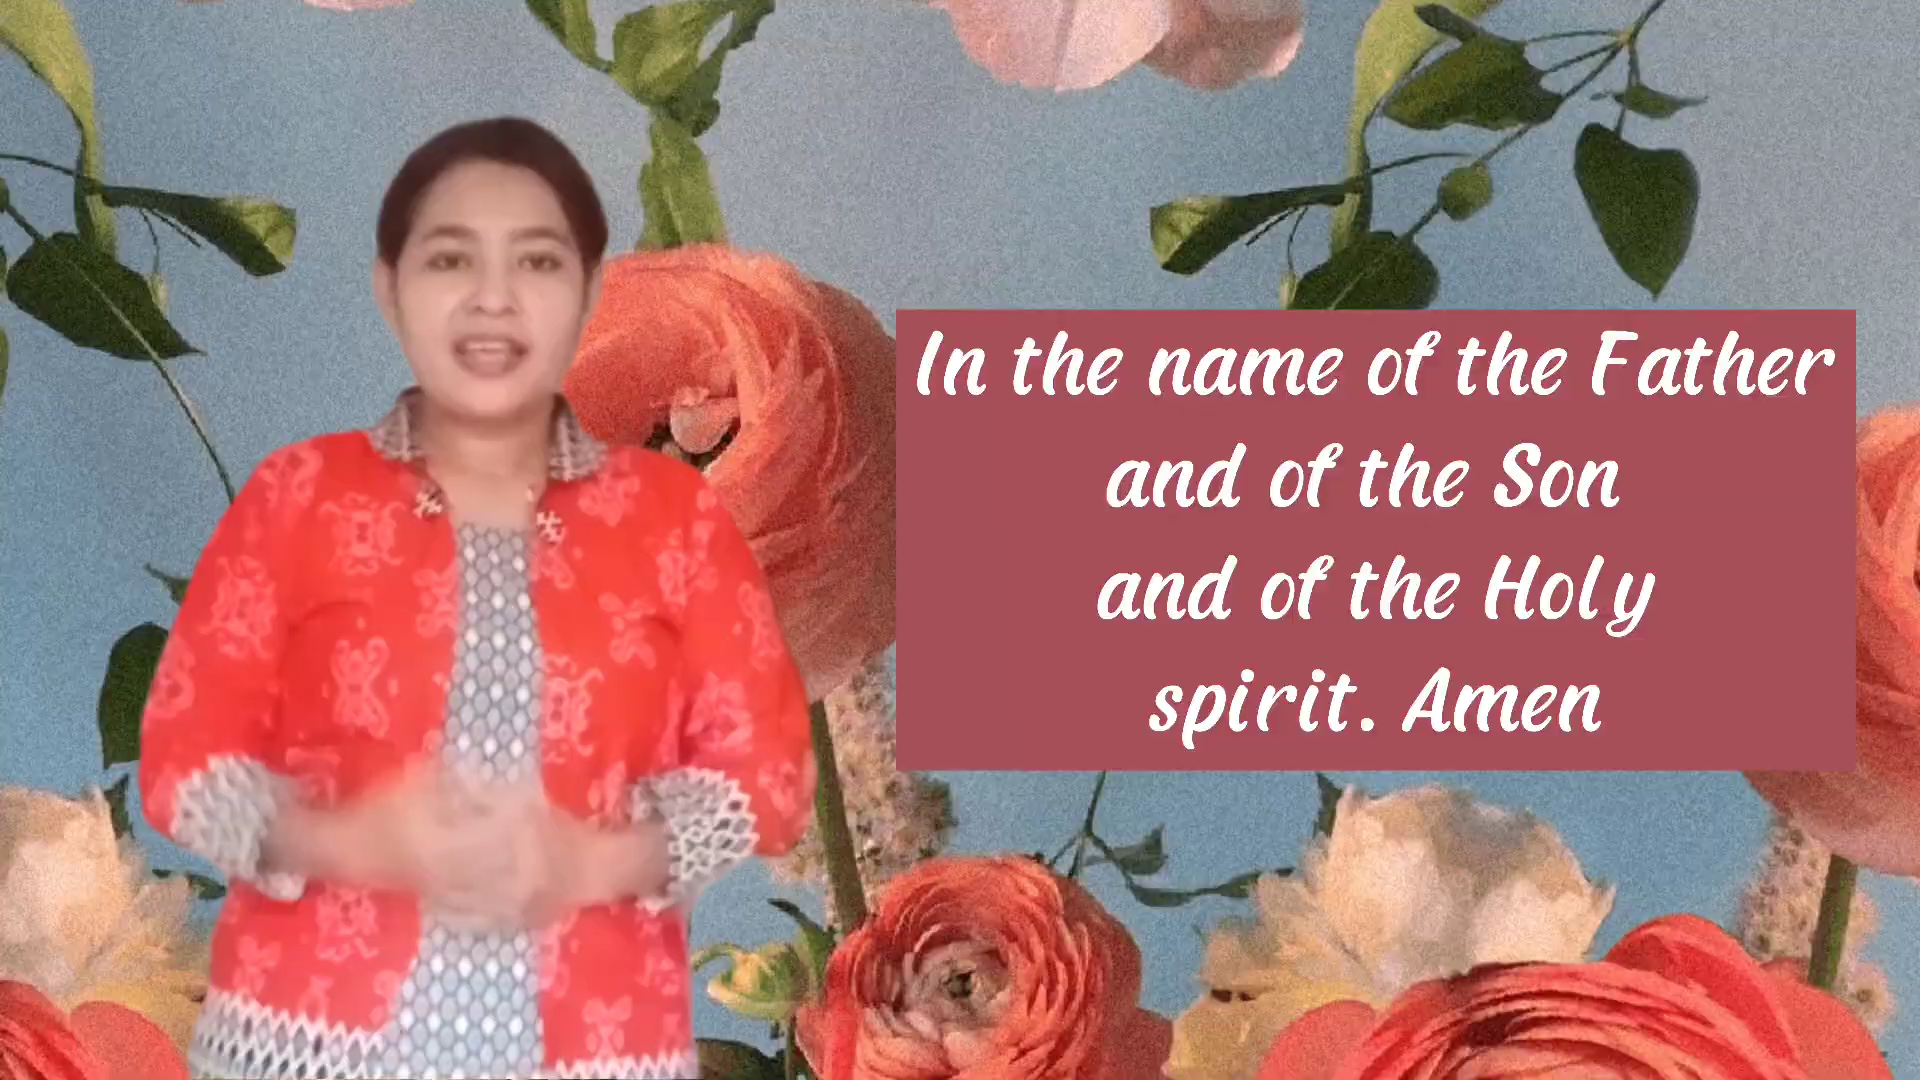 In the name of the Father
and of the Son
and of the Holy
spirit. Amen